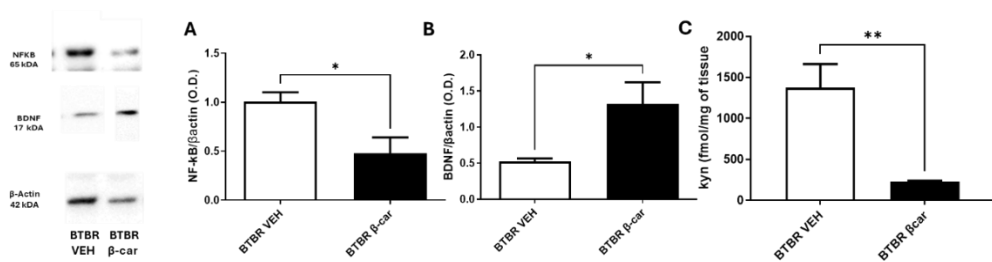 NFKB
65 kDA
BDNF
17 kDA
β-Actin
42 kDA
BTBR BTBR
VEH β-car
A
NF-kB/βactin (O.D.)
1.5
1.0
0.5
0.0
*
BTBR VEH
BTBR β-car
B
BDNF/βactin (O.D.)
2.0
1.5
1.0
0.5
0.0
*
BTBR VEH
BTBR β-car
C
kyn (fmol/mg of tissue
2000
1500
1000
500
0
**
BTBR VEH
BTBR βcar